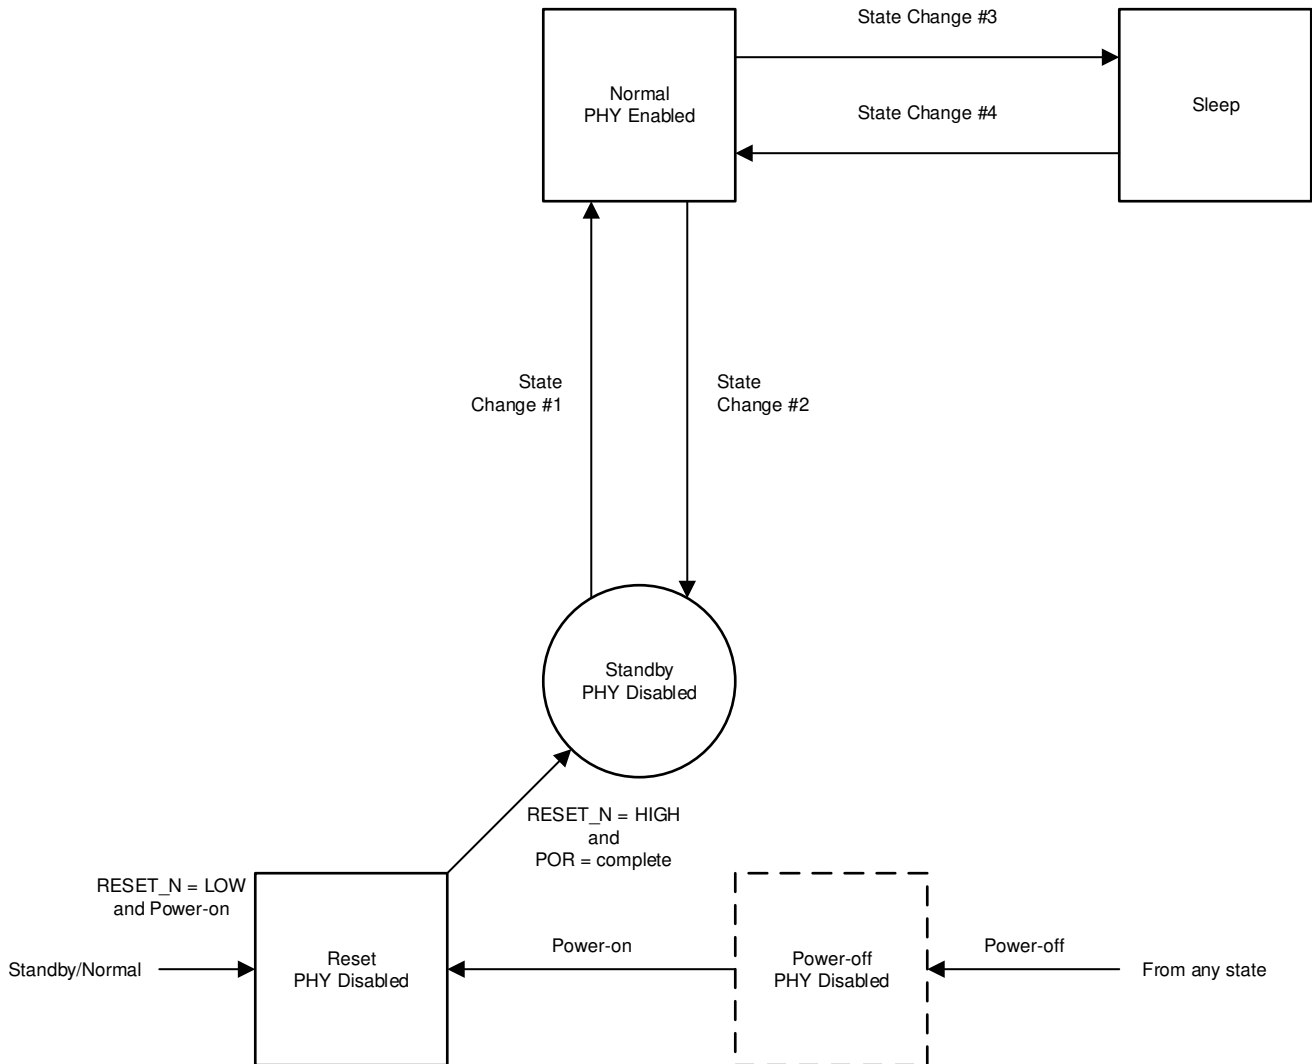 State Change #3
Normal
PHY Enabled
Sleep
State Change #4
State
Change #1
State
Change #2
Standby
PHY Disabled
RESET_N = HIGH
and
POR = complete
RESET_N = LOW
and Power-on
Standby/Normal
Reset
PHY Disabled
Power-on
Power-off
PHY Disabled
Power-off
From any state